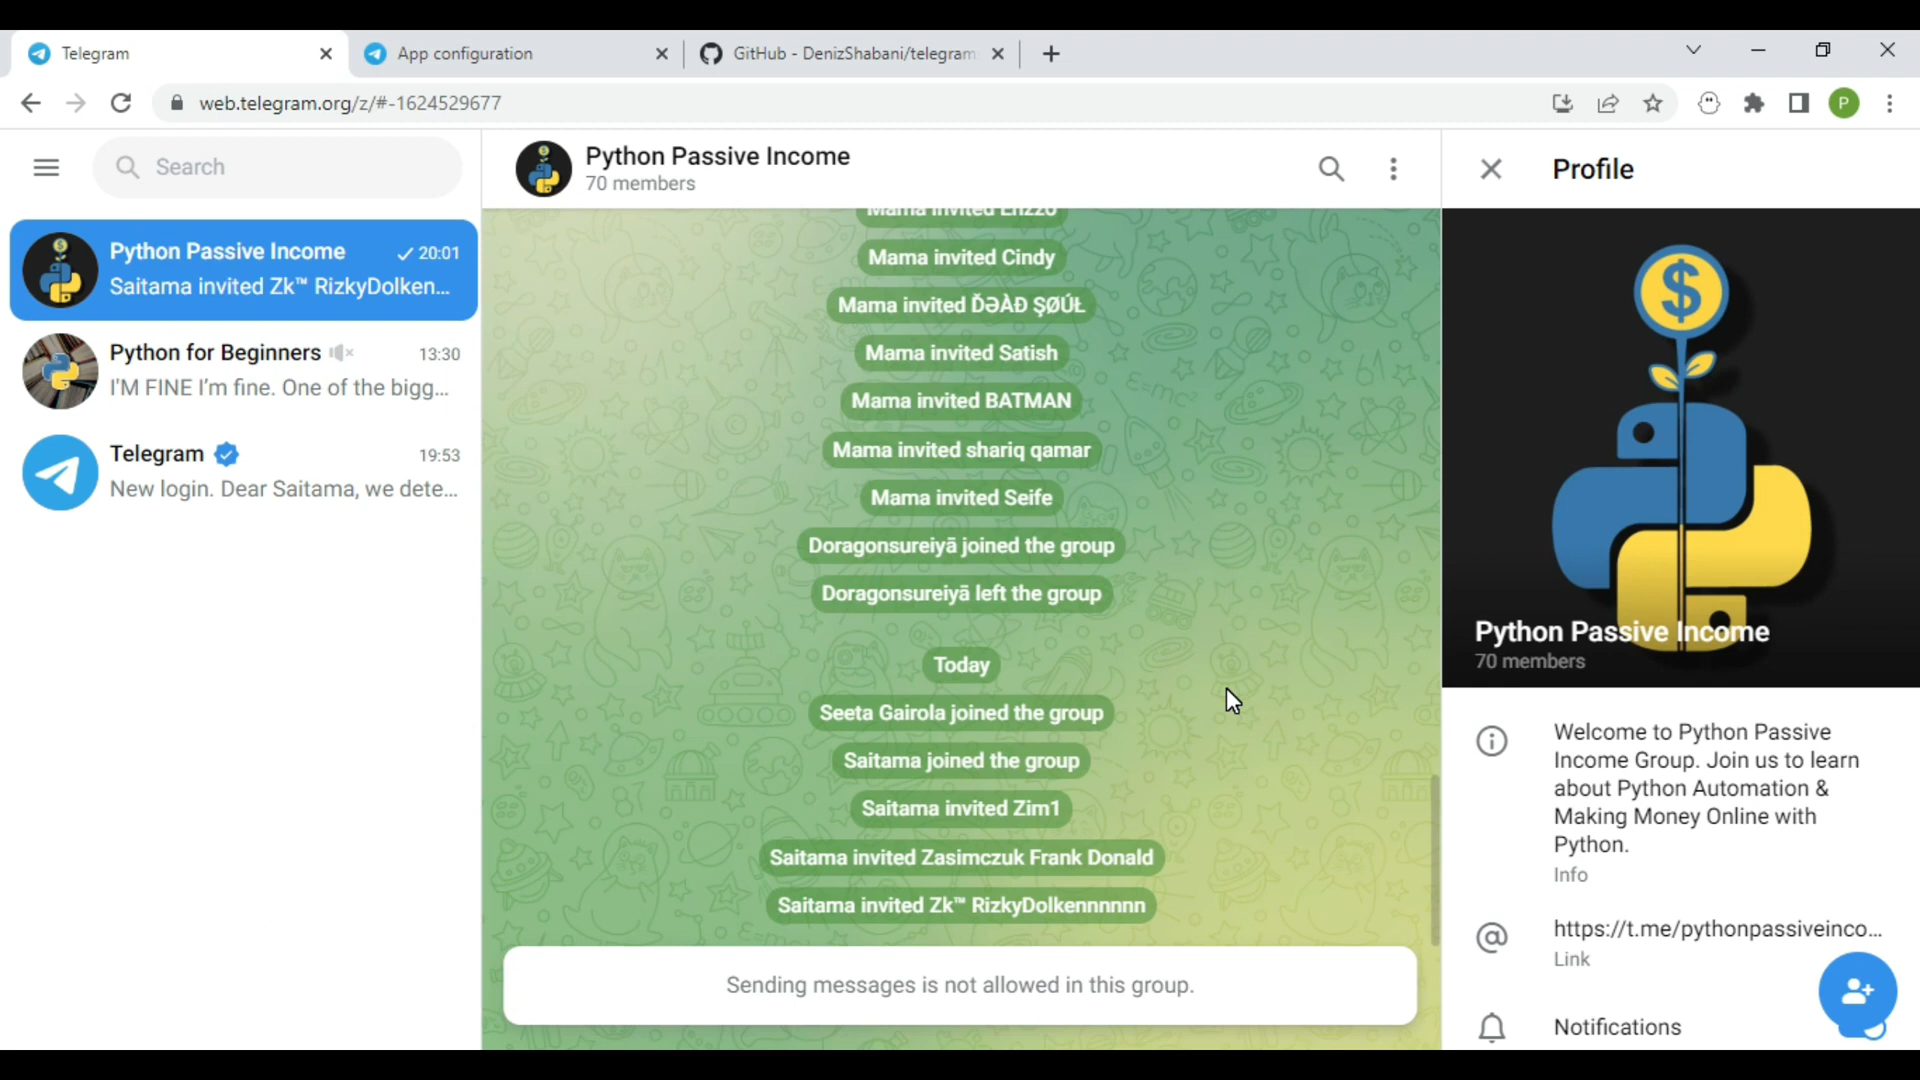 Telegram
App configuration
GitHub - DenizShabani/telegram
web.telegram.org/z/#-1624529677
P
Search
Python Passive Income
20:01
Saitama invited Zk™ RizkyDolken...
Python for Beginners
13:30
I'M FINE I'm fine. One of the bigg...
Telegram
19:53
New login. Dear Saitama, we dete...
Python Passive Income
70 members
Mama invited Enzzo
Mama invited Cindy
Mama invited ĎƏÀĐ ŞØÚŁ
Mama invited Satish
Mama invited BATMAN
Mama invited shariq qamar
Mama invited Seife
Doragonsureiyā joined the group
Doragonsureiyā left the group
Today
Seeta Gairola joined the group
Saitama joined the group
Saitama invited Zim1
Saitama invited Zasimczuk Frank Donald
Saitama invited Zk™ RizkyDolkennnnnn
Sending messages is not allowed in this group.
Profile
$
Python Passive Income
70 members
Welcome to Python Passive
Income Group. Join us to learn
about Python Automation &
Making Money Online with
Python.
Info
https://t.me/pythonpassiveinco...
Link
Notifications